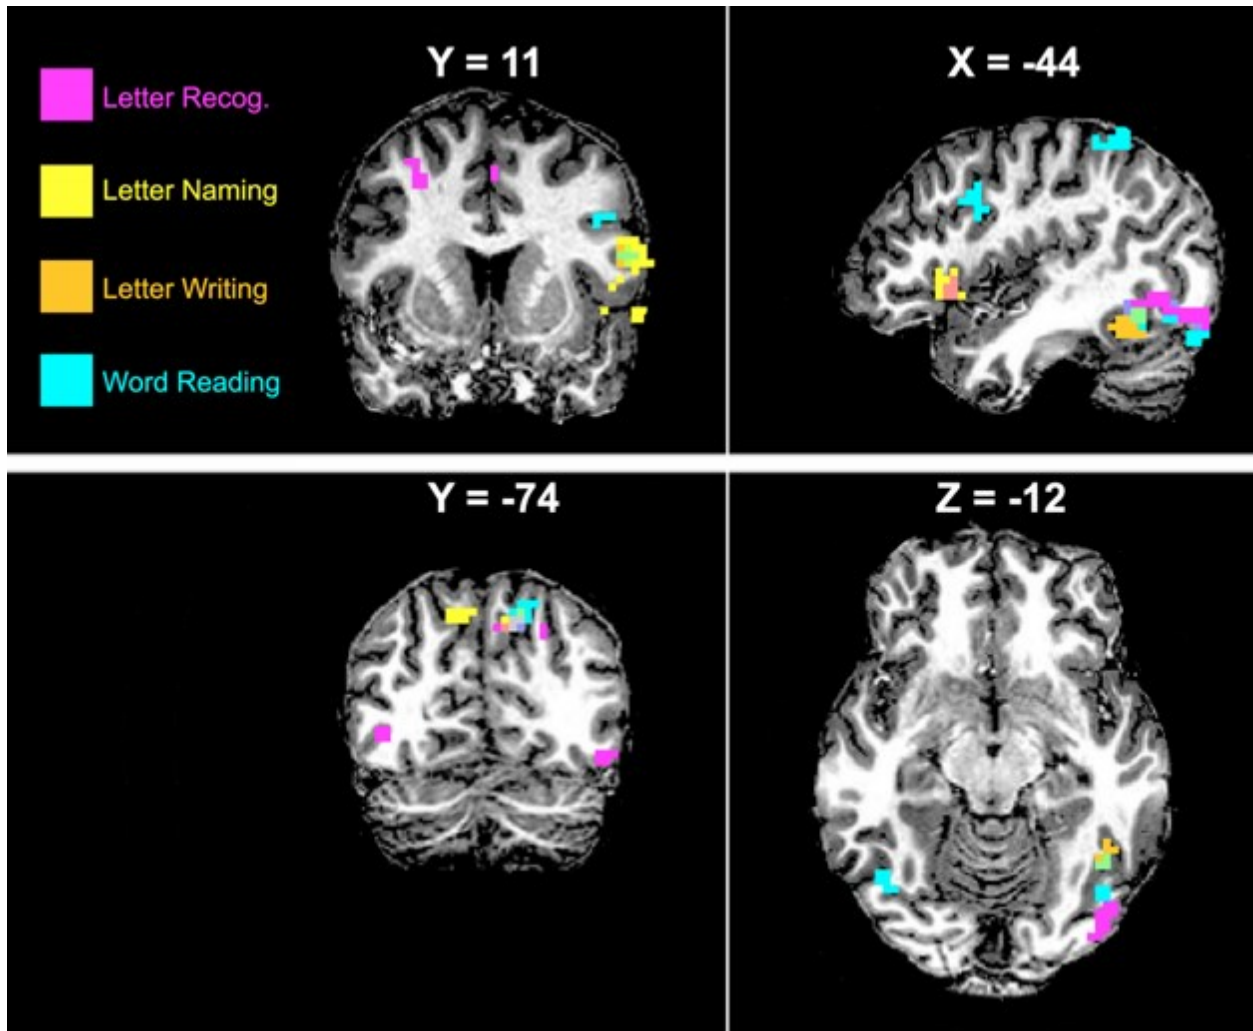 Y = 11
X = -44
Letter Recog.
Letter Naming
Letter Writing
Word Reading
Y = -74
Z = -12